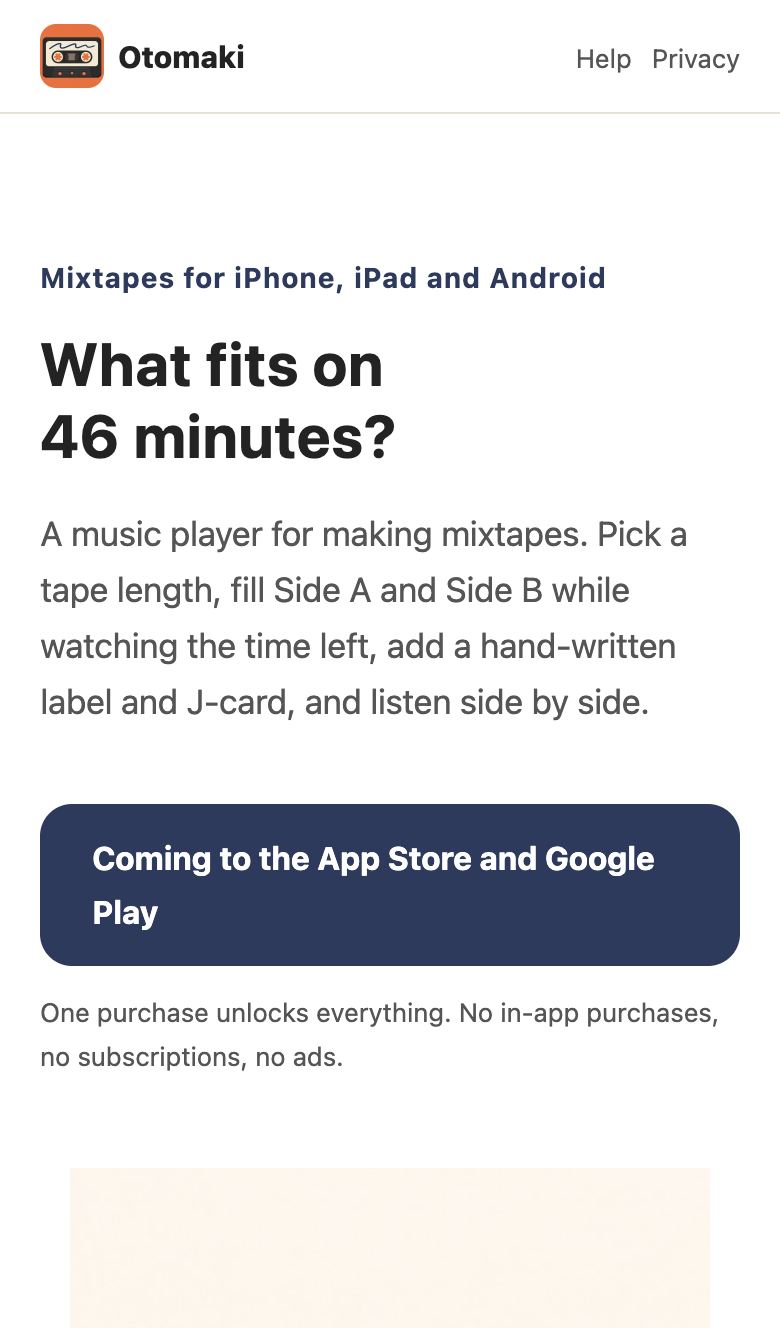 Otomaki
Help Privacy
Mixtapes for iPhone, iPad and Android
What fits on
46 minutes?
A music player for making mixtapes. Pick a
tape length, fill Side A and Side B while
watching the time left, add a hand-written
label and J-card, and listen side by side.
Coming to the App Store and Google
Play
One purchase unlocks everything. No in-app purchases,
no subscriptions, no ads.